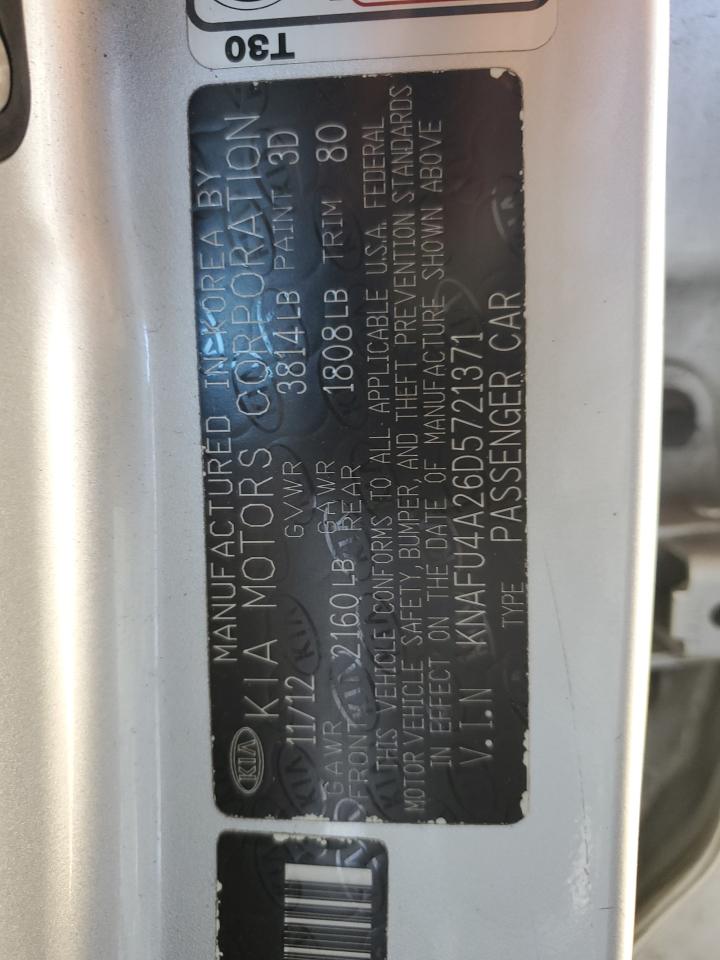 T30
MANUFACTURED IN KOREA BY
KIA KIA MOTORS CORPORATION
11/12 GVWR 3814LB PAINT 3D
GAWR FRONT 2160LB GAWR REAR 1808LB TRIM 80
THIS VEHICLE CONFORMS TO ALL APPLICABLE U.S.A. FEDERAL
MOTOR VEHICLE SAFETY, BUMPER, AND THEFT PREVENTION STANDARDS
IN EFFECT ON THE DATE OF MANUFACTURE SHOWN ABOVE
V.I.N KNAFU4A26D5721371
TYPE PASSENGER CAR